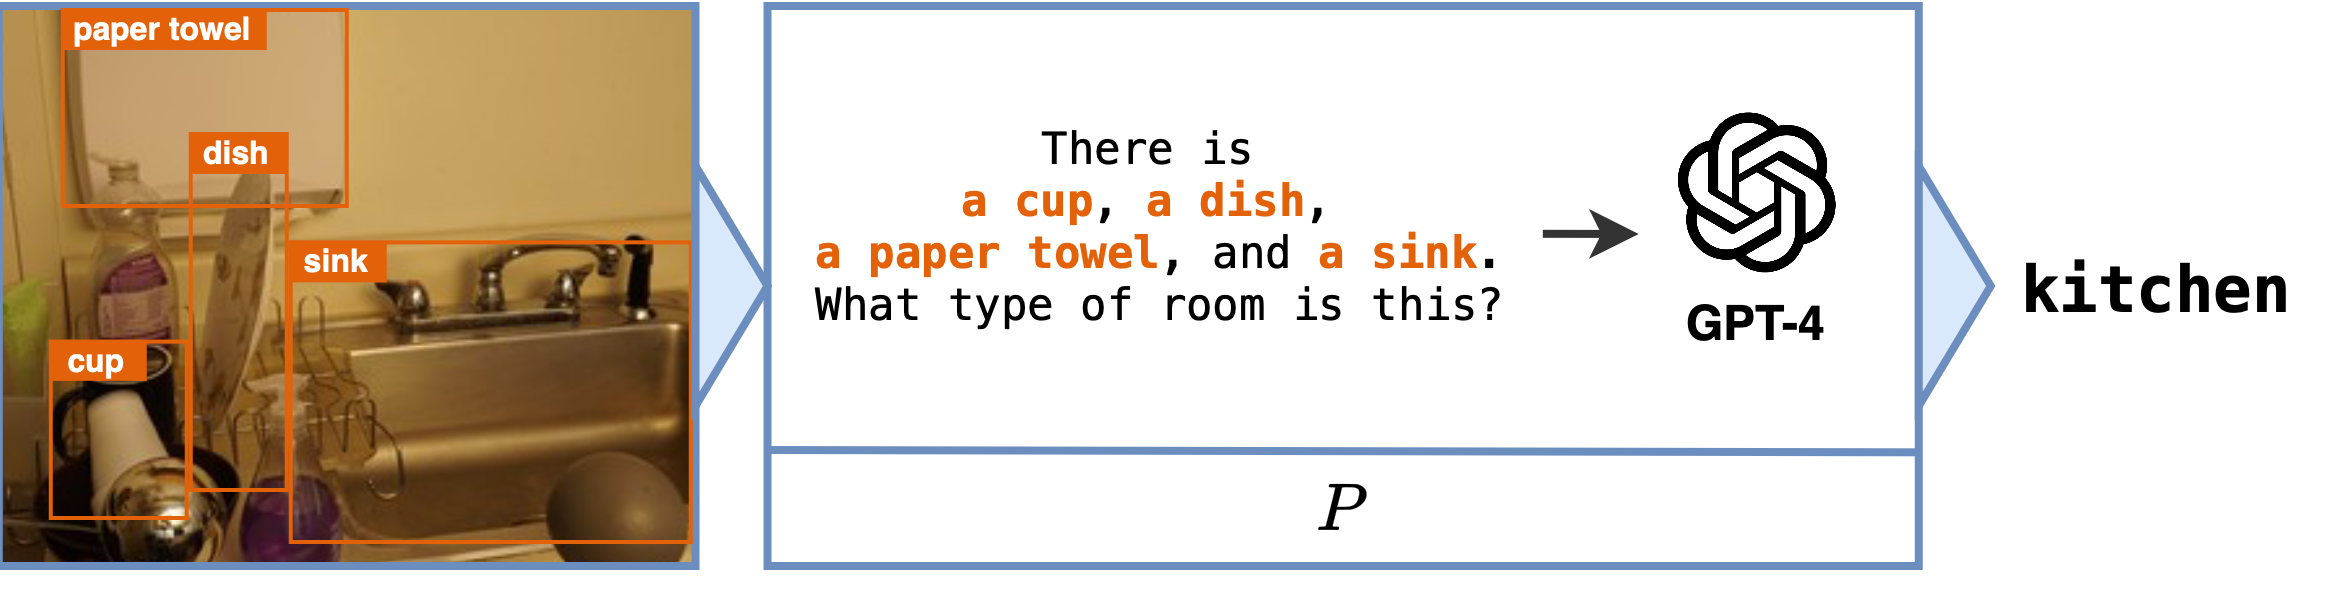 paper towel
dish
sink
cup
There is
a cup, a dish,
a paper towel, and a sink.
What type of room is this?
GPT-4
P
kitchen